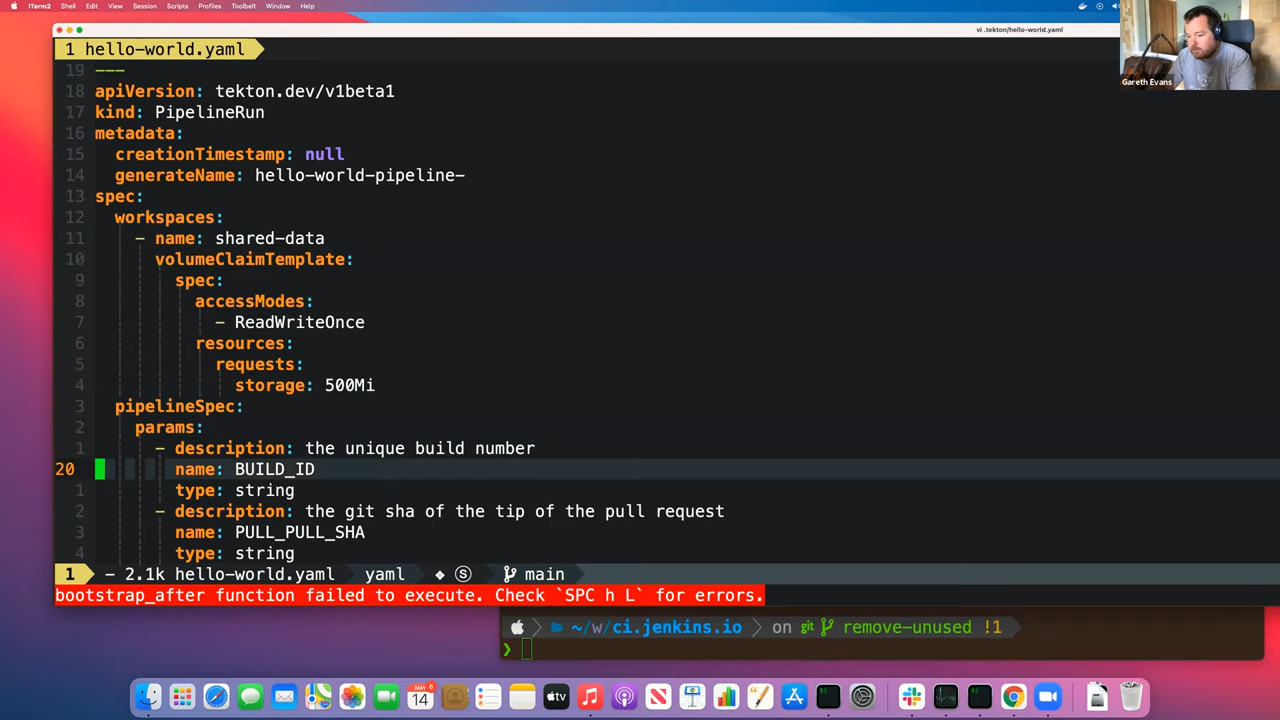 iTerm2 Shell Edit View Session Scripts Profiles Toolbelt Window Help
vi .tekton/hello-world.yaml
Gareth Evans
1 hello-world.yaml
19 ---
18 apiVersion: tekton.dev/v1beta1
17 kind: PipelineRun
16 metadata:
15 creationTimestamp: null
14 generateName: hello-world-pipeline-
13 spec:
12 workspaces:
11 - name: shared-data
10 volumeClaimTemplate:
9 spec:
8 accessModes:
7 - ReadWriteOnce
6 resources:
5 requests:
4 storage: 500Mi
3 pipelineSpec:
2 params:
1 - description: the unique build number
20 name: BUILD_ID
1 type: string
2 - description: the git sha of the tip of the pull request
3 name: PULL_PULL_SHA
4 type: string
1 - 2.1k hello-world.yaml yaml ❖ Ⓢ main
bootstrap_after function failed to execute. Check `SPC h L` for errors.
~/w/ci.jenkins.io on git remove-unused !1
❯
MAY 6
14
tv